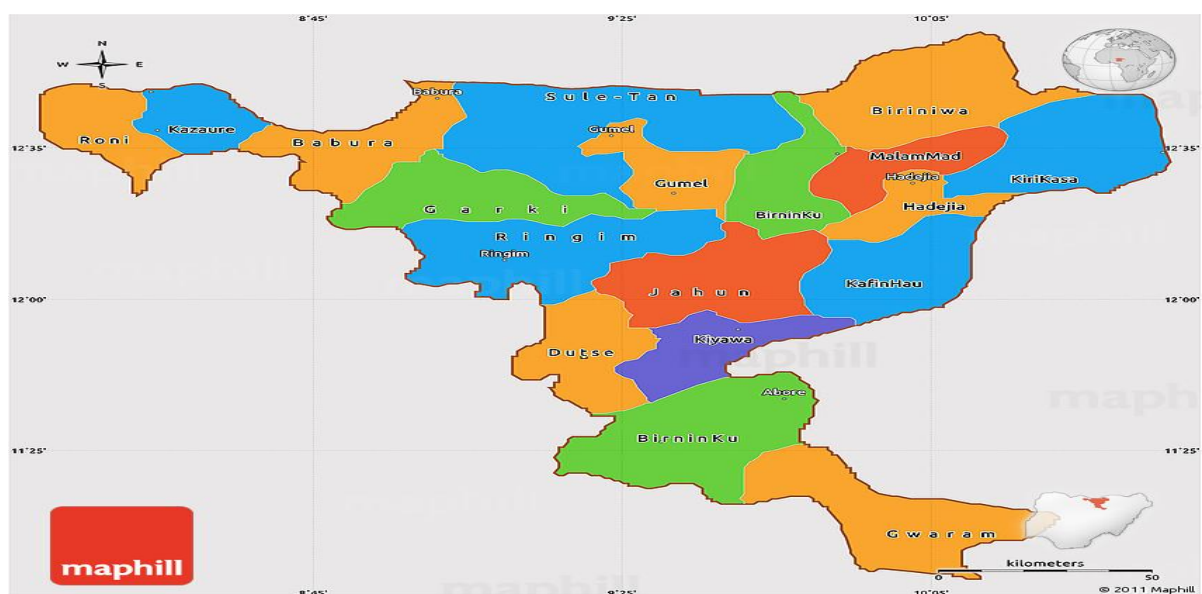 8°45'
9°25'
10°05'
N
W
E
S
Babura
Sule-Tan
Biriniwa
Roni
Kazaure
Babura
Gumel
12°35'
12°35'
MalamMad
Hadejia
KiriKasa
Gumel
Hadejia
BirninKu
Garki
Ringim
Ringim
KafinHau
Jahun
12°00'
12°00'
Kiyawa
Dutse
maphill
Abore
maph
BirninKu
11°25'
11°25'
Gwaram
maphill
kilometers
0
50
8°45'
9°25'
10°05'
© 2011 Maphill